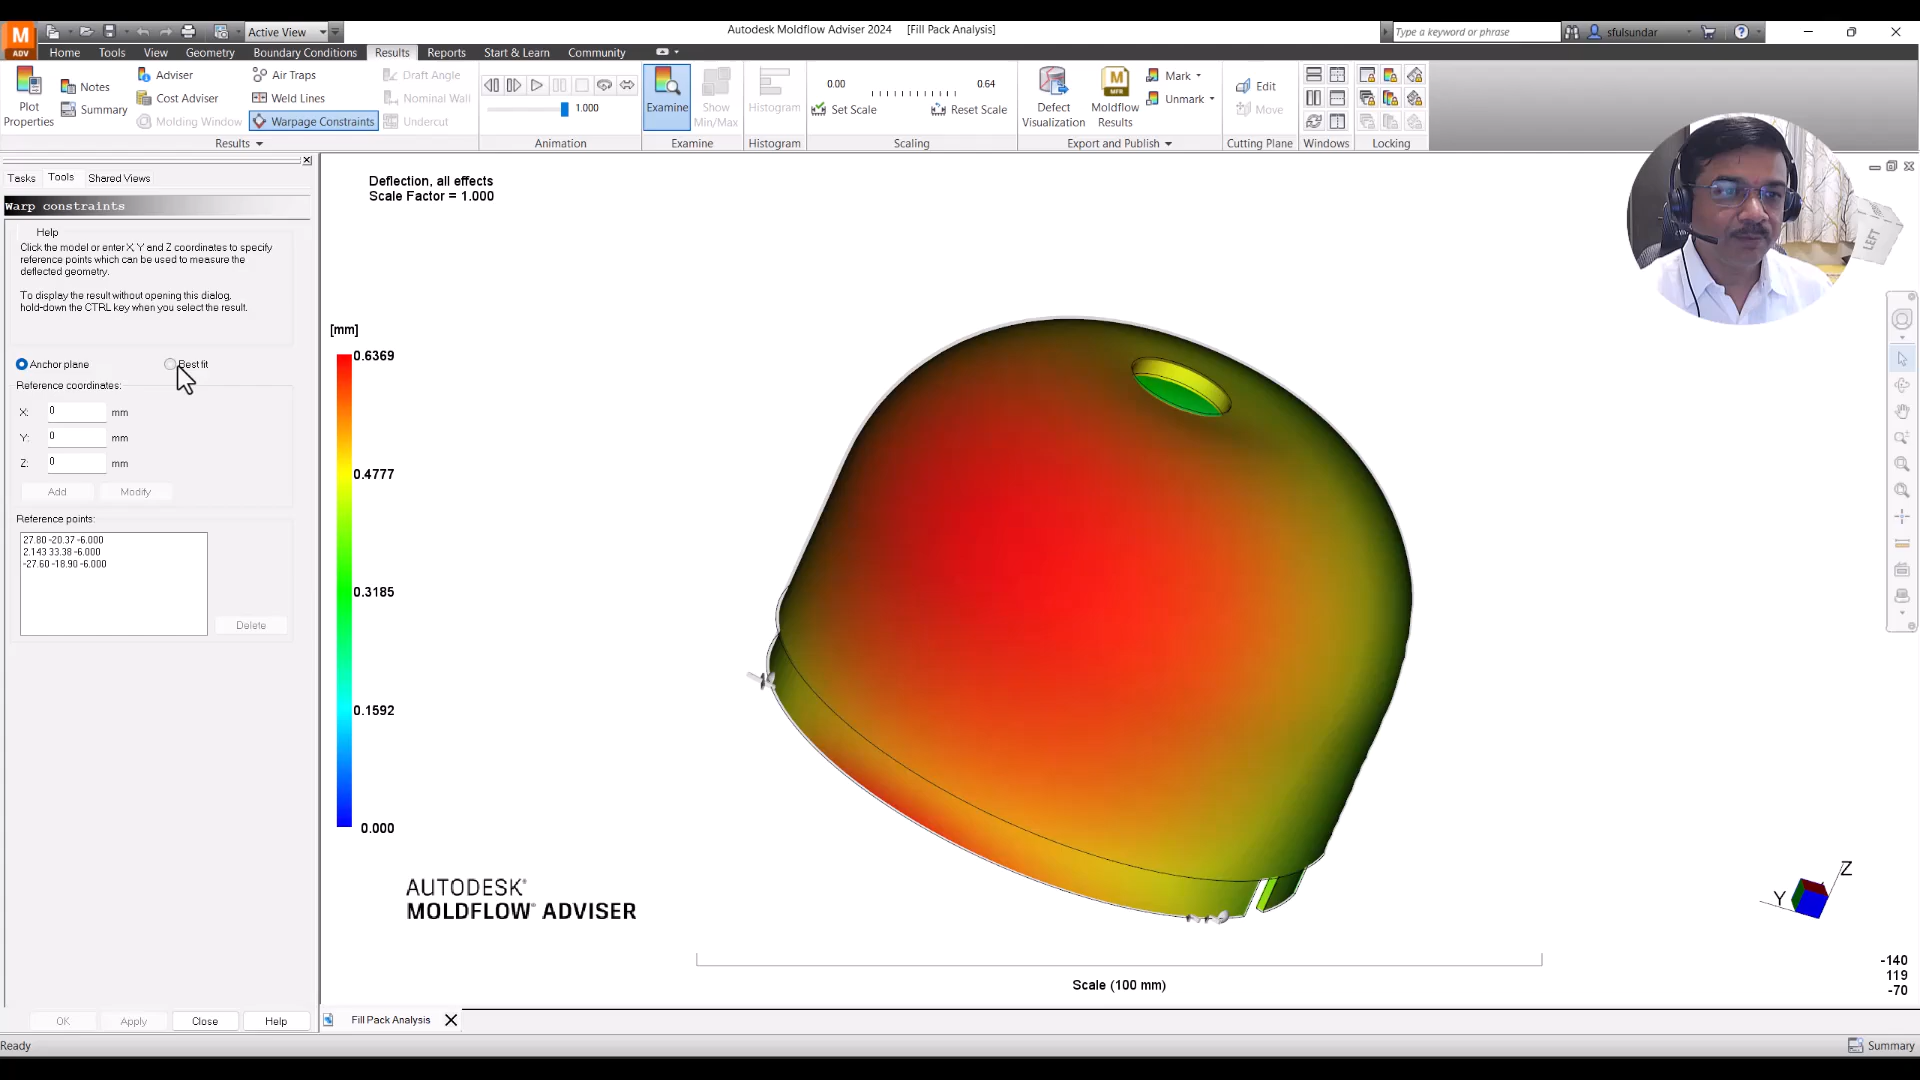 M
ADV
Active View
Autodesk Moldflow Adviser 2024 [Fill Pack Analysis]
Type a keyword or phrase
sfulsundar
Home Tools View Geometry Boundary Conditions Results Reports Start & Learn Community
Plot
Properties
Notes
Summary
Adviser
Cost Adviser
Molding Window
Air Traps
Weld Lines
Warpage Constraints
Draft Angle
Nominal Wall
Undercut
Results
1.000
Animation
Examine
Examine
Show
Min/Max
Histogram
Histogram
0.00
0.64
Set Scale
Reset Scale
Scaling
Defect
Visualization
Moldflow
Results
Mark
Unmark
Export and Publish
Edit
Move
Cutting Plane
Windows
Locking
Tasks Tools Shared Views
Warp constraints
Help
Click the model or enter X, Y and Z coordinates to specify
reference points which can be used to measure the
deflected geometry.
To display the result without opening this dialog,
hold-down the CTRL key when you select the result.
Anchor plane
Best fit
Reference coordinates:
X: 0 mm
Y: 0 mm
Z: 0 mm
Add Modify
Reference points:
27.80 -20.37 -6.000
2.143 33.38 -6.000
-27.60 -18.90 -6.000
Delete
OK Apply Close Help
Deflection, all effects
Scale Factor = 1.000
[mm]
0.6369
0.4777
0.3185
0.1592
0.000
AUTODESK®
MOLDFLOW® ADVISER
Scale (100 mm)
LEFT
Z
Y
-140
119
-70
Fill Pack Analysis
Ready
Summary